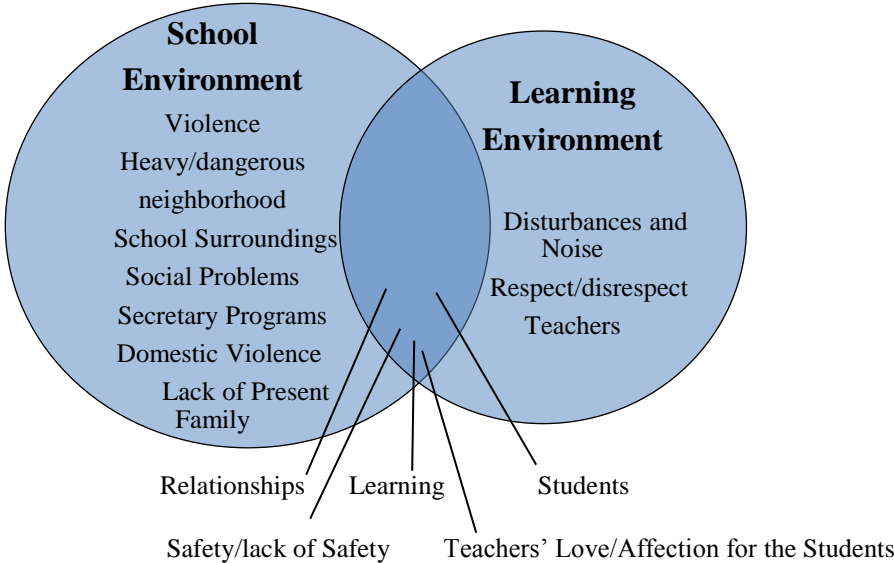 School
Environment
Violence
Heavy/dangerous
neighborhood
School Surroundings
Social Problems
Secretary Programs
Domestic Violence
Lack of Present
Family
Learning
Environment
Disturbances and
Noise
Respect/disrespect
Teachers
Relationships
Learning
Students
Safety/lack of Safety
Teachers’ Love/Affection for the Students